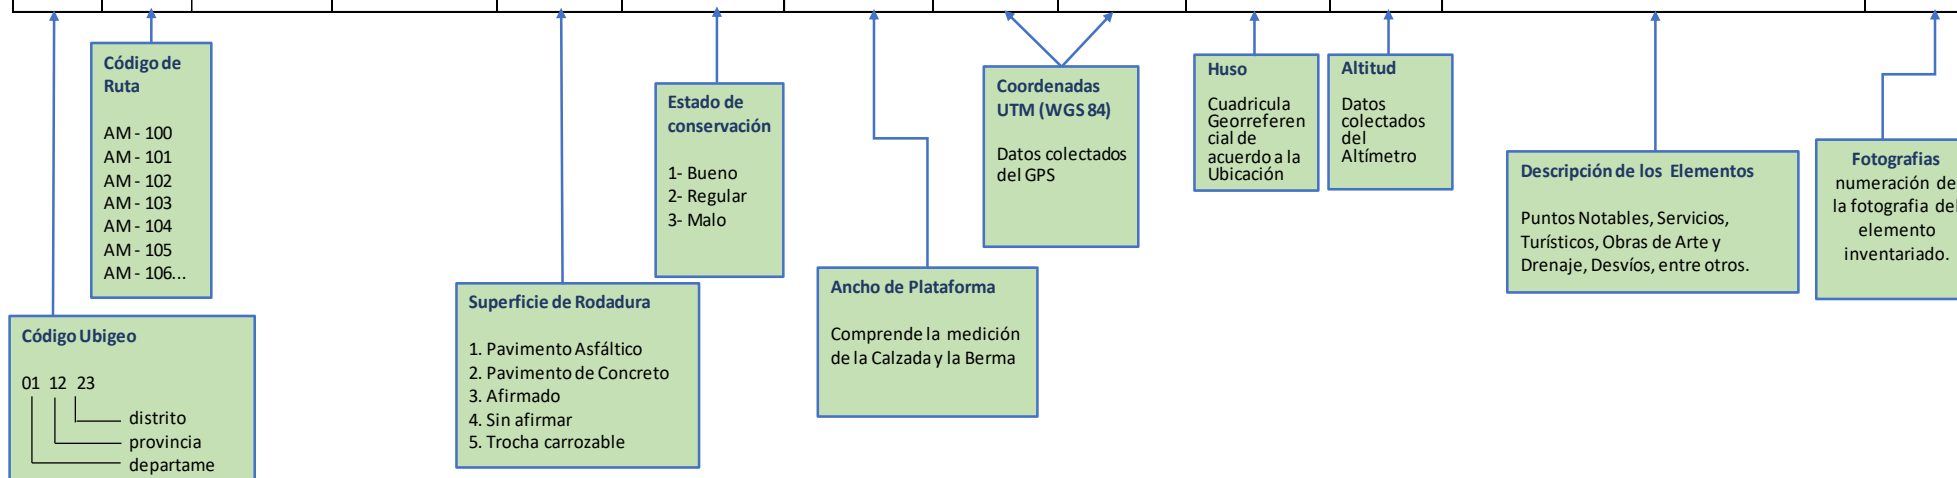 Código de
Ruta
AM - 100
AM - 101
AM - 102
AM - 103
AM - 104
AM - 105
AM - 106...
Código Ubigeo
01 12 23
distrito
provincia
departame
Superficie de Rodadura
1. Pavimento Asfáltico
2. Pavimento de Concreto
3. Afirmado
4. Sin afirmar
5. Trocha carrozable
Estado de
conservación
1- Bueno
2- Regular
3- Malo
Ancho de Plataforma
Comprende la medición
de la Calzada y la Berma
Coordenadas
UTM (WGS 84)
Datos colectados
del GPS
Huso
Cuadricula
Georreferen
cial de
acuerdo a la
Ubicación
Altitud
Datos
colectados
del
Altímetro
Descripción de los Elementos
Puntos Notables, Servicios,
Turísticos, Obras de Arte y
Drenaje, Desvíos, entre otros.
Fotografias
numeración de
la fotografia del
elemento
inventariado.